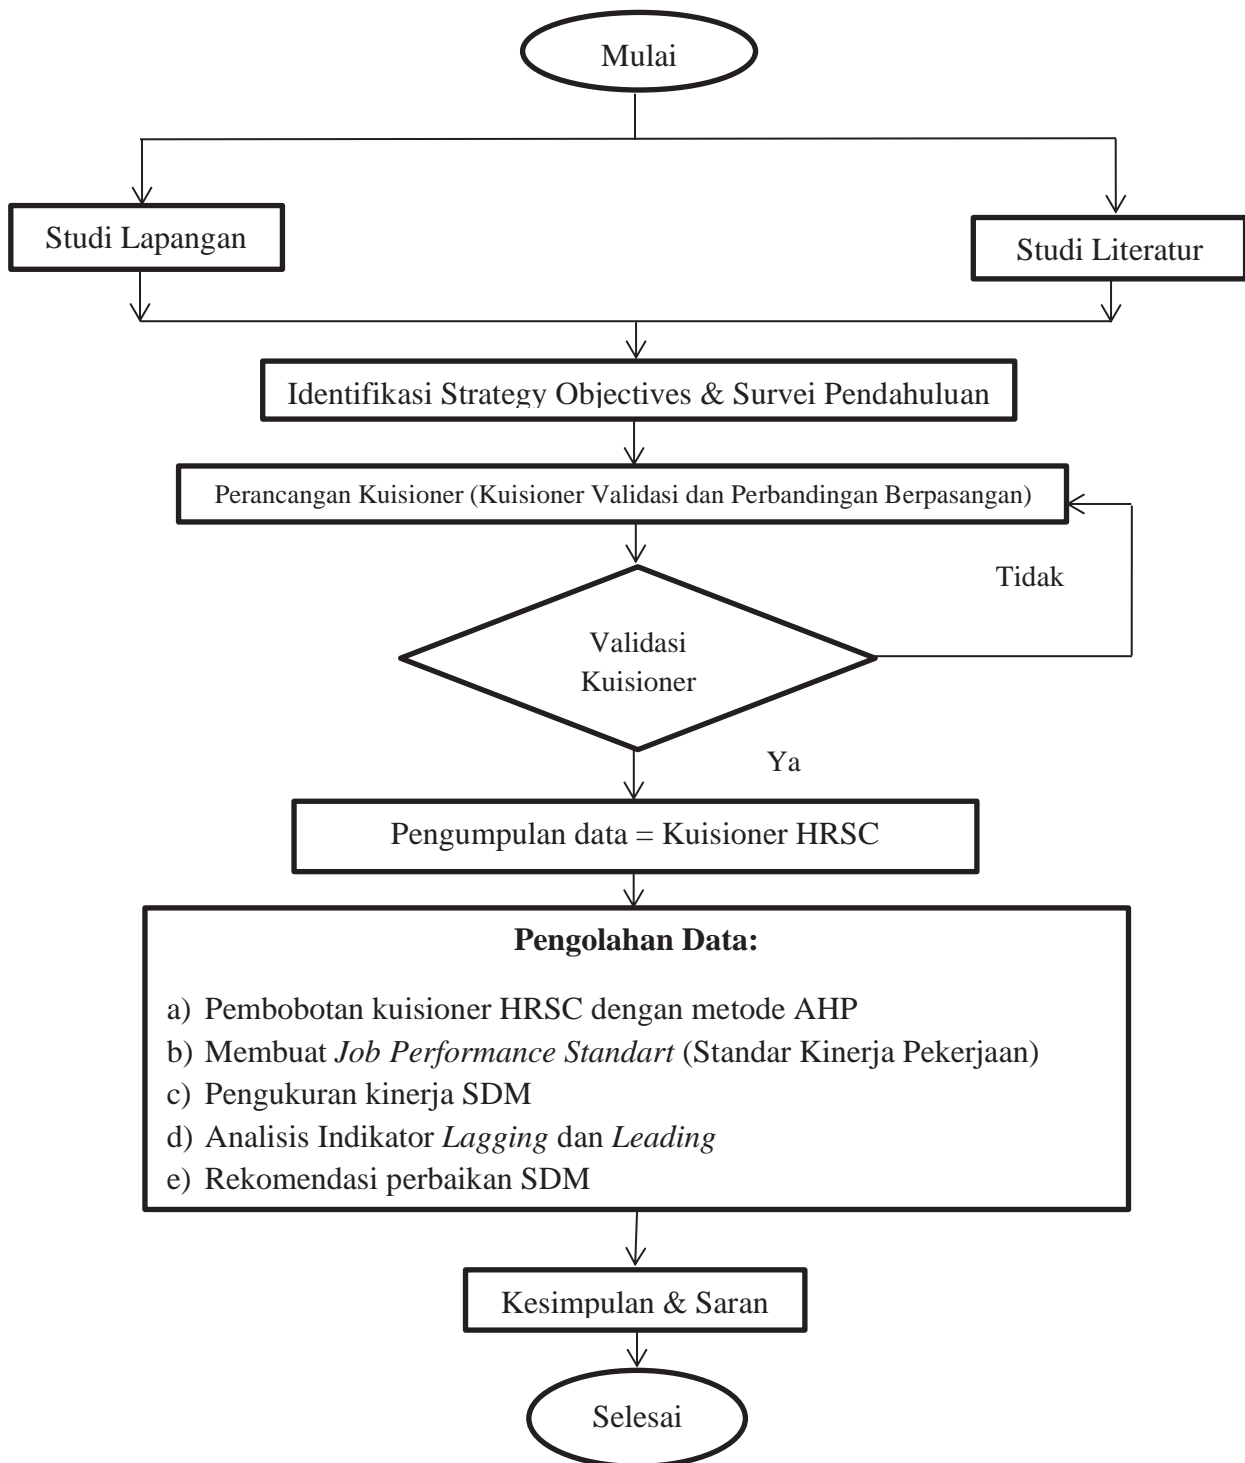 Mulai
Studi Lapangan
Studi Literatur
Identifikasi Strategy Objectives & Survei Pendahuluan
Perancangan Kuisioner (Kuisioner Validasi dan Perbandingan Berpasangan)
Tidak
Validasi
Kuisioner
Ya
Pengumpulan data = Kuisioner HRSC
Pengolahan Data:
a) Pembobotan kuisioner HRSC dengan metode AHP
b) Membuat Job Performance Standart (Standar Kinerja Pekerjaan)
c) Pengukuran kinerja SDM
d) Analisis Indikator Lagging dan Leading
e) Rekomendasi perbaikan SDM
Kesimpulan & Saran
Selesai